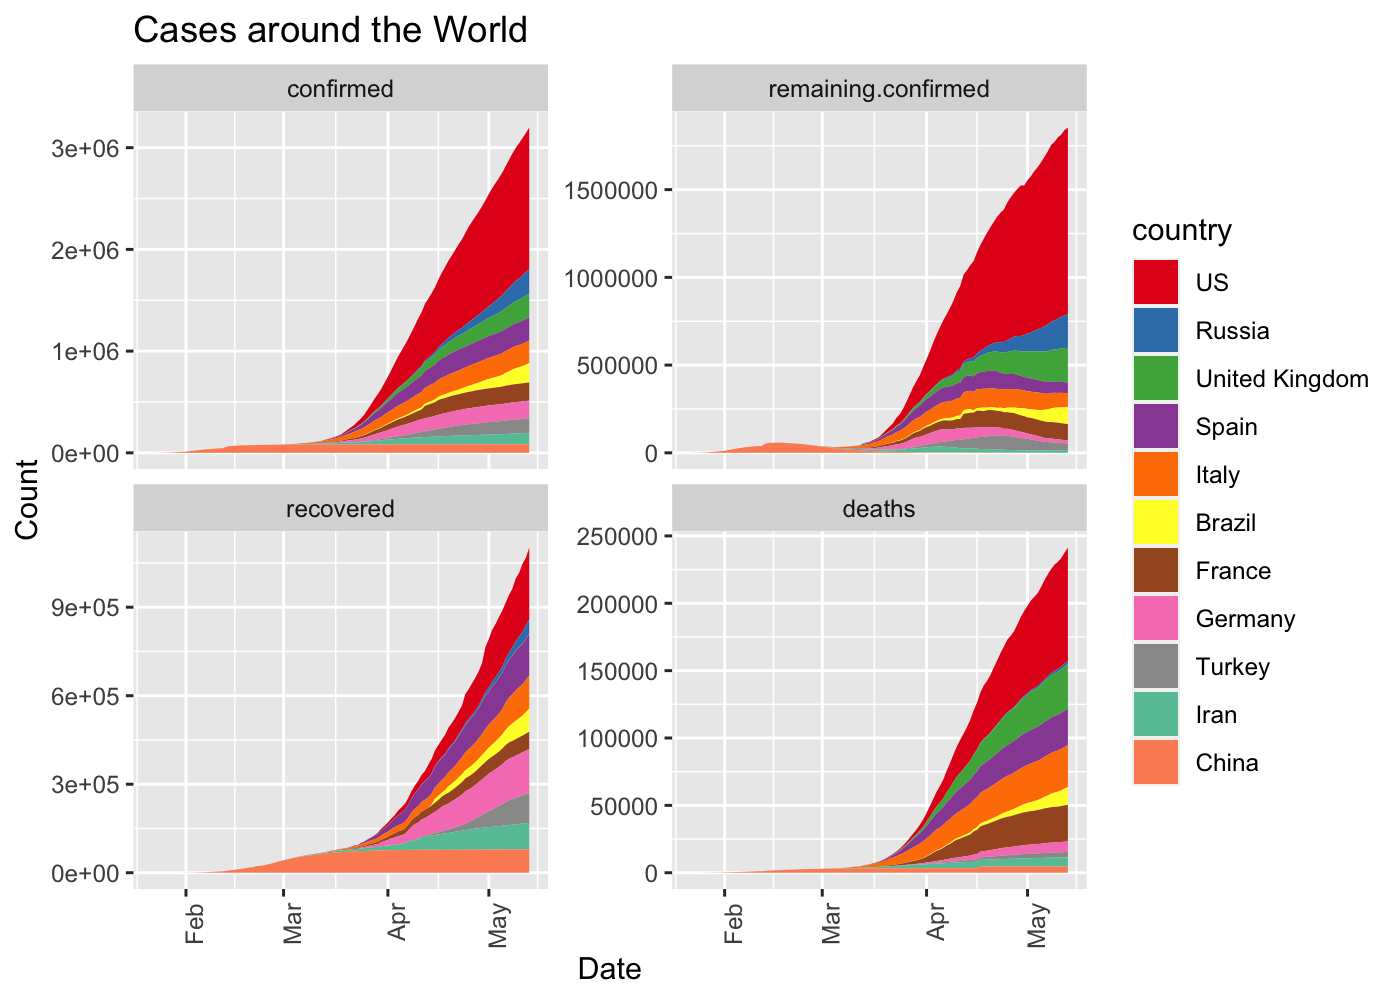 Cases around the World
confirmed
remaining.confirmed
3e+06
2e+06
1e+06
0e+00
1500000
1000000
500000
0
recovered
deaths
9e+05
6e+05
3e+05
0e+00
250000
200000
150000
100000
50000
0
Feb
Mar
Apr
May
Feb
Mar
Apr
May
Count
Date
country
US
Russia
United Kingdom
Spain
Italy
Brazil
France
Germany
Turkey
Iran
China